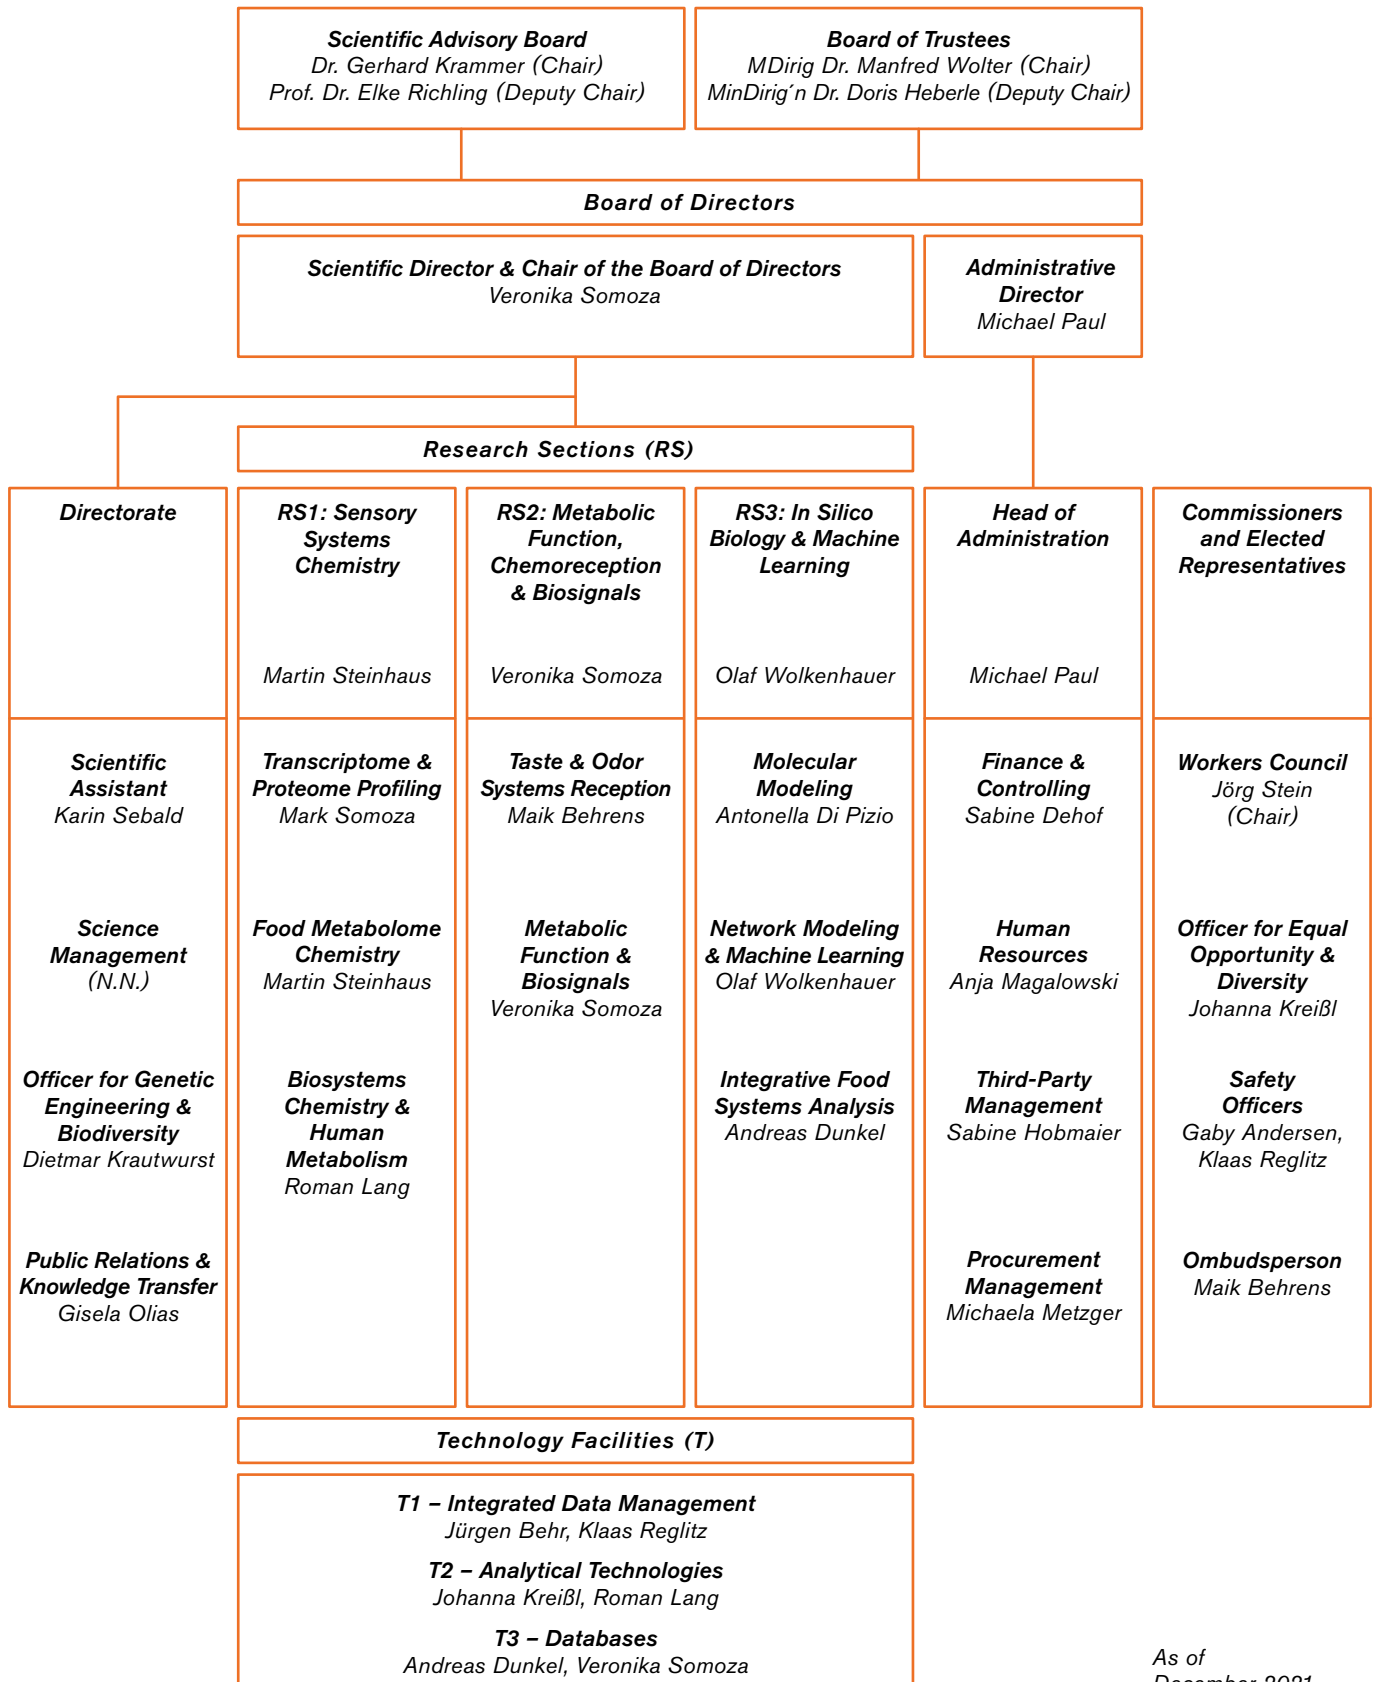 Scientific Advisory Board
Dr. Gerhard Krammer (Chair)
Prof. Dr. Elke Richling (Deputy Chair)
Board of Trustees
MDirig Dr. Manfred Wolter (Chair)
MinDirig´n Dr. Doris Heberle (Deputy Chair)
Board of Directors
Scientific Director & Chair of the Board of Directors
Veronika Somoza
Administrative
Director
Michael Paul
Research Sections (RS)
Directorate
RS1: Sensory
Systems
Chemistry
Martin Steinhaus
RS2: Metabolic
Function,
Chemoreception
& Biosignals
Veronika Somoza
RS3: In Silico
Biology & Machine
Learning
Olaf Wolkenhauer
Head of
Administration
Michael Paul
Commissioners
and Elected
Representatives
Scientific
Assistant
Karin Sebald
Science
Management
(N.N.)
Officer for Genetic
Engineering &
Biodiversity
Dietmar Krautwurst
Public Relations &
Knowledge Transfer
Gisela Olias
Transcriptome &
Proteome Profiling
Mark Somoza
Food Metabolome
Chemistry
Martin Steinhaus
Biosystems
Chemistry &
Human
Metabolism
Roman Lang
Taste & Odor
Systems Reception
Maik Behrens
Metabolic
Function &
Biosignals
Veronika Somoza
Molecular
Modeling
Antonella Di Pizio
Network Modeling
& Machine Learning
Olaf Wolkenhauer
Integrative Food
Systems Analysis
Andreas Dunkel
Finance &
Controlling
Sabine Dehof
Human
Resources
Anja Magalowski
Third-Party
Management
Sabine Hobmaier
Procurement
Management
Michaela Metzger
Workers Council
Jörg Stein
(Chair)
Officer for Equal
Opportunity &
Diversity
Johanna Kreißl
Safety
Officers
Gaby Andersen,
Klaas Reglitz
Ombudsperson
Maik Behrens
Technology Facilities (T)
T1 – Integrated Data Management
Jürgen Behr, Klaas Reglitz
T2 – Analytical Technologies
Johanna Kreißl, Roman Lang
T3 – Databases
Andreas Dunkel, Veronika Somoza
As of
December 2021